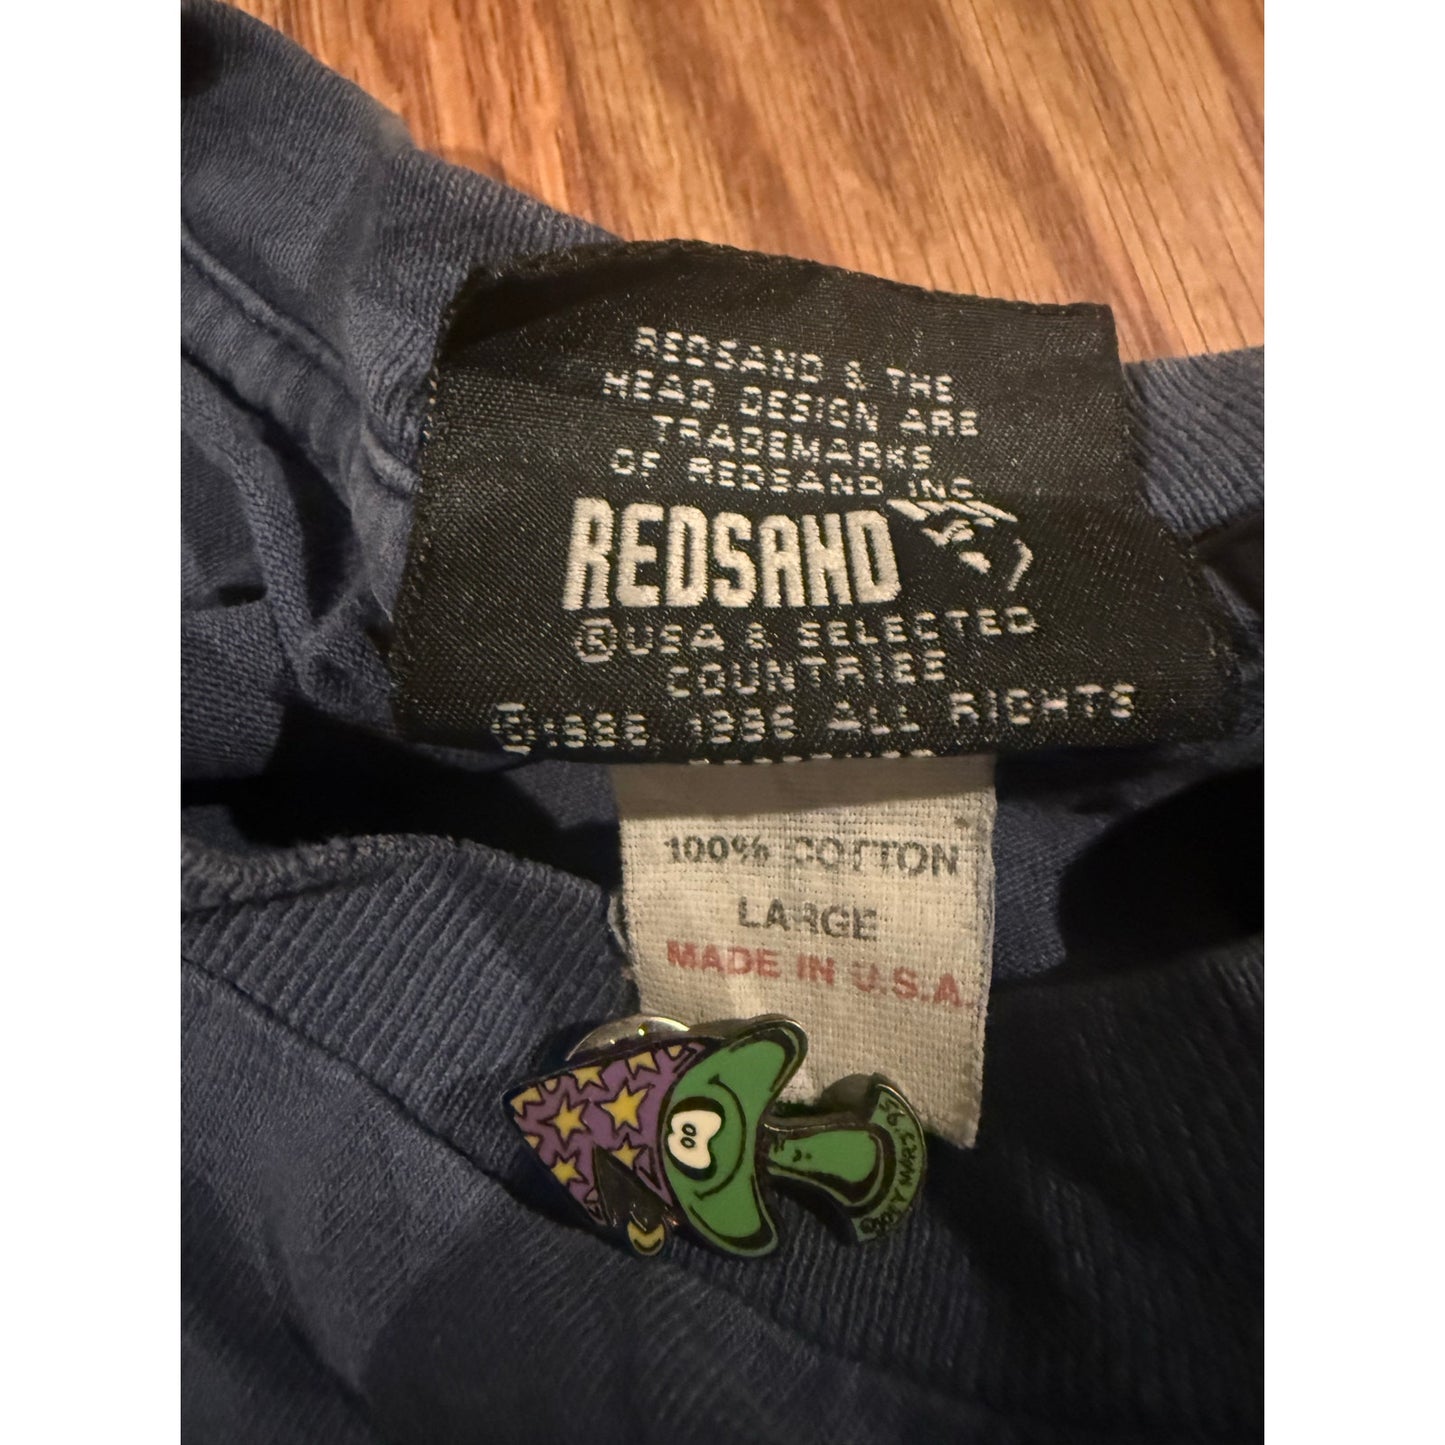 REDSAND & THE
HEAD DESIGN ARE
TRADEMARKS
OF REDSAND INC
REDSAND
®USA & SELECTED
COUNTRIES
ALL RIGHTS
100% COTTON
LARGE
MADE IN U.S.A.